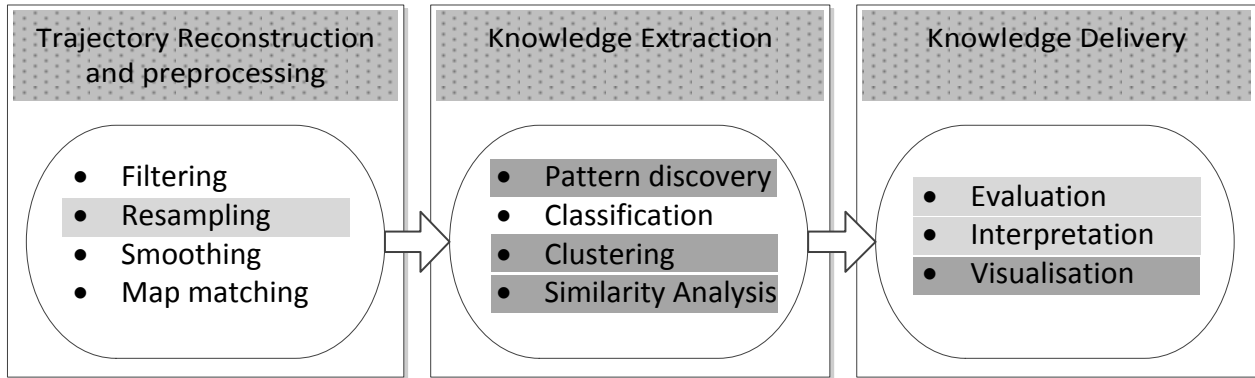 Trajectory Reconstruction
and preprocessing
• Filtering
• Resampling
• Smoothing
• Map matching
Knowledge Extraction
• Pattern discovery
• Classification
• Clustering
• Similarity Analysis
Knowledge Delivery
• Evaluation
• Interpretation
• Visualisation